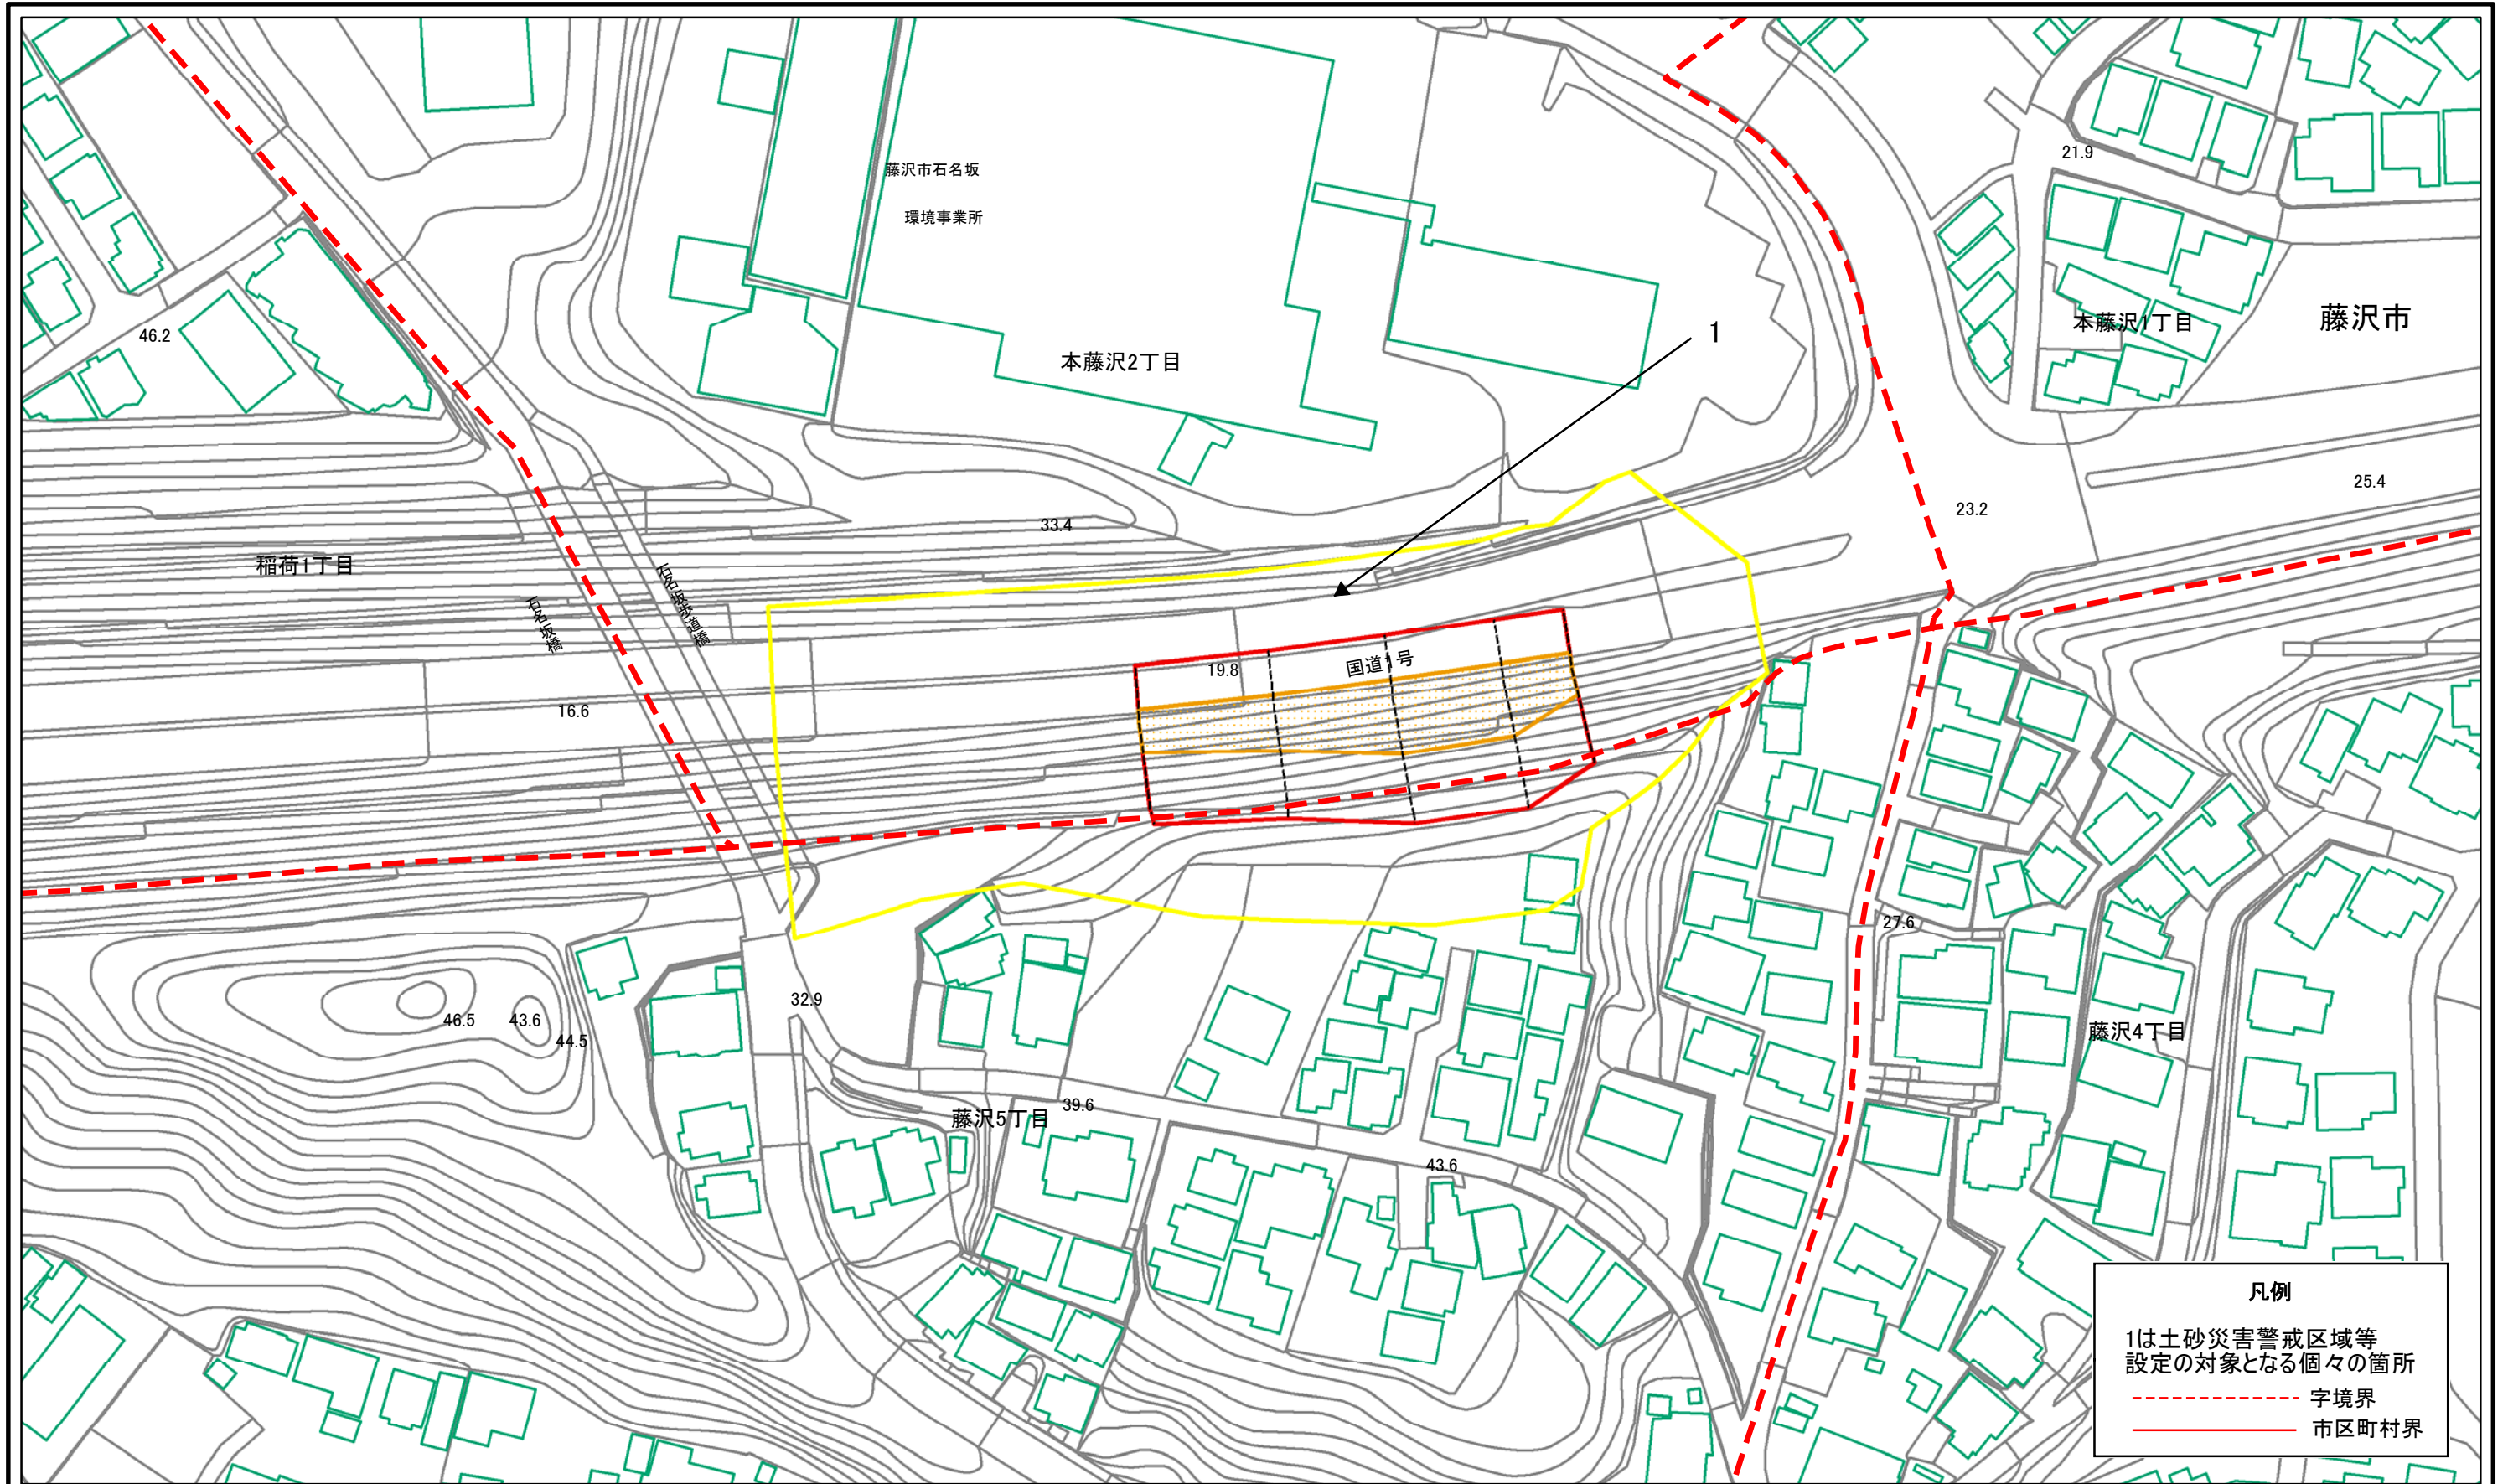 藤沢市石名坂
環境事業所
21.9
46.2
本藤沢2丁目
1
本藤沢1丁目
藤沢市
33.4
23.2
25.4
稲荷1丁目
石名坂橋
石名坂歩道橋
19.8
国道1号
16.6
27.6
32.9
46.5
43.6
44.5
藤沢4丁目
藤沢5丁目
39.6
43.6
凡例
1は土砂災害警戒区域等
設定の対象となる個々の箇所
字境界
市区町村界